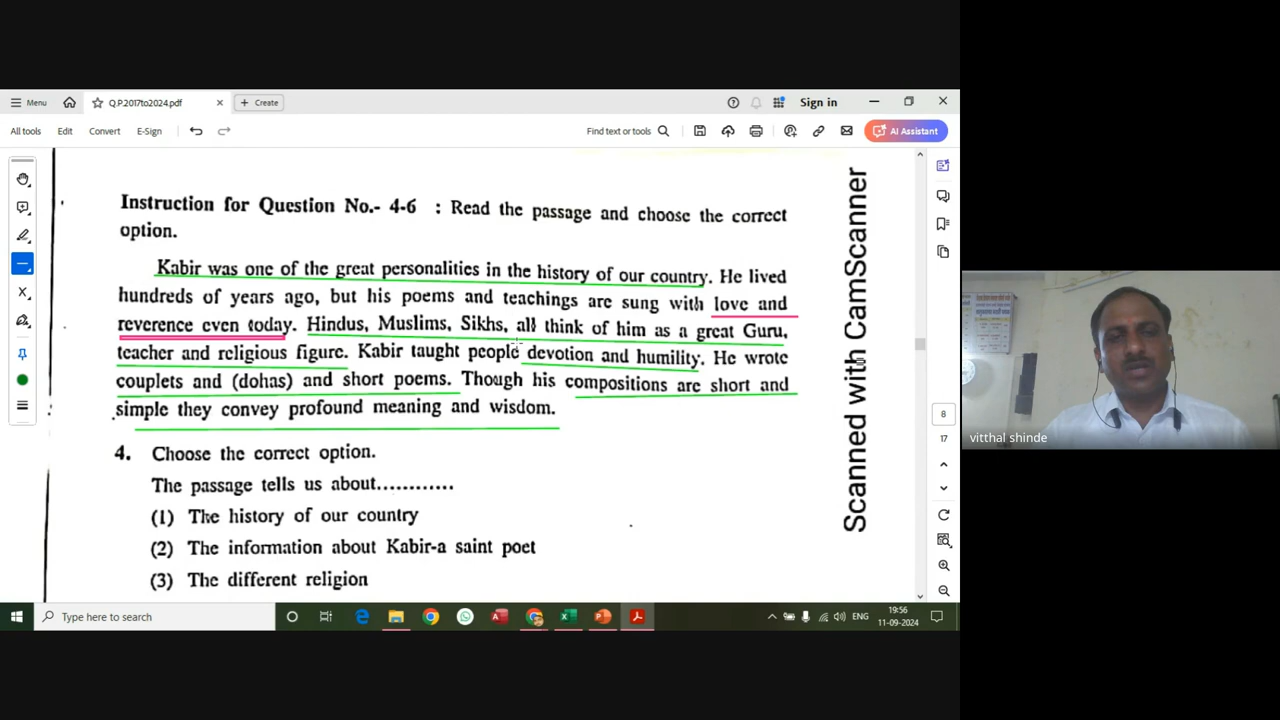 Menu
Q.P.2017to2024.pdf
Create
Sign in
All tools
Edit
Convert
E-Sign
Find text or tools
AI Assistant
Instruction for Question No.- 4-6 : Read the passage and choose the correct
option.
Kabir was one of the great personalities in the history of our country. He lived
hundreds of years ago, but his poems and teachings are sung with love and
reverence even today. Hindus, Muslims, Sikhs, all think of him as a great Guru,
teacher and religious figure. Kabir taught people devotion and humility. He wrote
couplets and (dohas) and short poems. Though his compositions are short and
simple they convey profound meaning and wisdom.
4. Choose the correct option.
The passage tells us about............
(1) The history of our country
(2) The information about Kabir-a saint poet
(3) The different religion
Scanned with CamScanner
8
17
vitthal shinde
Type here to search
ENG
19:56
11-09-2024